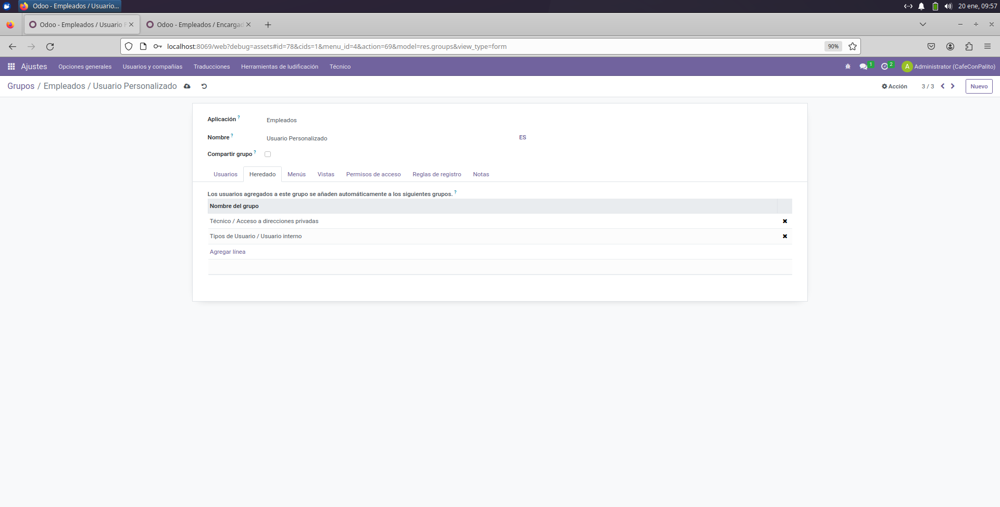 Odoo - Empleados / Usuario...
20 ene, 09:57
Odoo - Empleados / Usuario
Odoo - Empleados / Encargad
localhost:8069/web?debug=assets#id=78&cids=1&menu_id=4&action=69&model=res.groups&view_type=form
90%
Ajustes
Opciones generales
Usuarios y compañías
Traducciones
Herramientas de ludificación
Técnico
1
2
A
Administrator (CafeConPalito)
Grupos / Empleados / Usuario Personalizado
Acción
3 / 3
Nuevo
Aplicación ?
Empleados
Nombre ?
Usuario Personalizado
ES
Compartir grupo ?
Usuarios
Heredado
Menús
Vistas
Permisos de acceso
Reglas de registro
Notas
Los usuarios agregados a este grupo se añaden automáticamente a los siguientes grupos. ?
Nombre del grupo
Técnico / Acceso a direcciones privadas
Tipos de Usuario / Usuario interno
Agregar línea